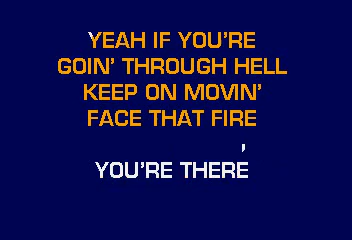 YEAH IF YOU'RE
GOIN' THROUGH HELL
KEEP ON MOVIN'
FACE THAT FIRE
,
YOU'RE THERE